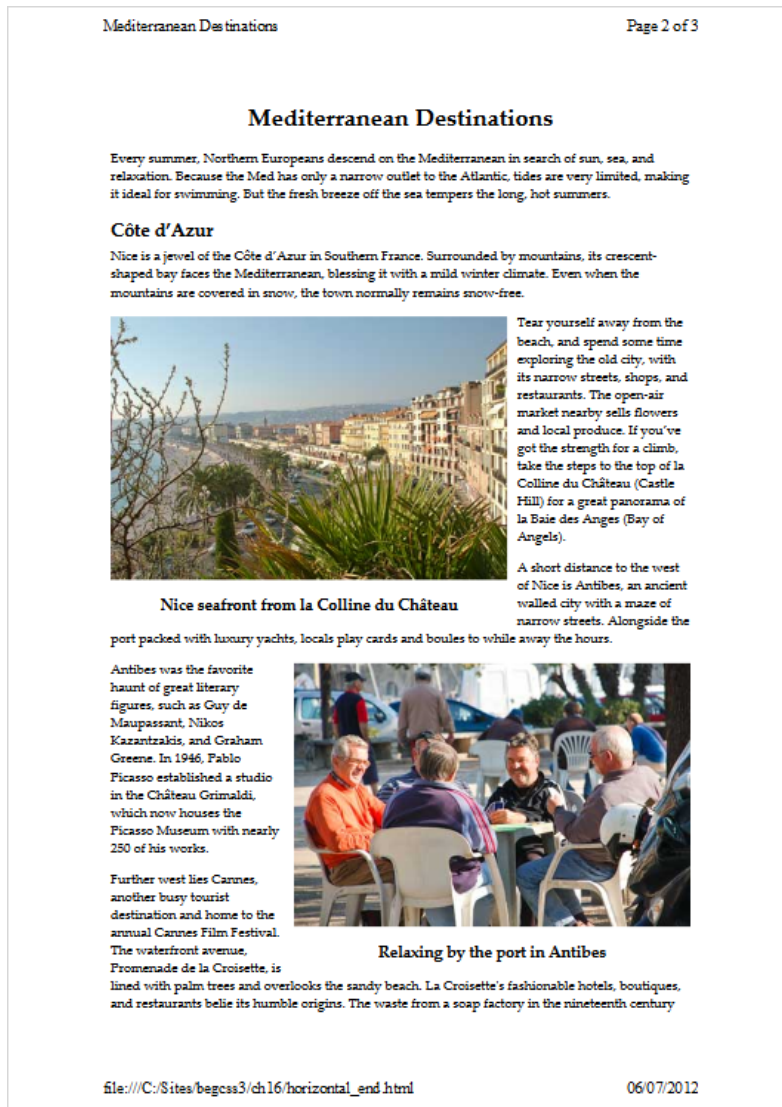 Mediterranean Destinations Page 2 of 3
Mediterranean Destinations
Every summer, Northern Europeans descend on the Mediterranean in search of sun, sea, and
relaxation. Because the Med has only a narrow outlet to the Atlantic, tides are very limited, making
it ideal for swimming. But the fresh breeze off the sea tempers the long, hot summers.
Côte d’Azur
Nice is a jewel of the Côte d’Azur in Southern France. Surrounded by mountains, its crescent-
shaped bay faces the Mediterranean, blessing it with a mild winter climate. Even when the
mountains are covered in snow, the town normally remains snow-free.
Tear yourself away from the
beach, and spend some time
exploring the old city, with
its narrow streets, shops, and
restaurants. The open-air
market nearby sells flowers
and local produce. If you’ve
got the strength for a climb,
take the steps to the top of la
Colline du Château (Castle
Hill) for a great panorama of
la Baie des Anges (Bay of
Angels).
Nice seafront from la Colline du Château
A short distance to the west
of Nice is Antibes, an ancient
walled city with a maze of
narrow streets. Alongside the
port packed with luxury yachts, locals play cards and boules to while away the hours.
Antibes was the favorite
haunt of great literary
figures, such as Guy de
Maupassant, Nikos
Kazantzakis, and Graham
Greene. In 1946, Pablo
Picasso established a studio
in the Château Grimaldi,
which now houses the
Picasso Museum with nearly
250 of his works.
Relaxing by the port in Antibes
Further west lies Cannes,
another busy tourist
destination and home to the
annual Cannes Film Festival.
The waterfront avenue,
Promenade de la Croisette, is
lined with palm trees and overlooks the sandy beach. La Croisette's fashionable hotels, boutiques,
and restaurants belie its humble origins. The waste from a soap factory in the nineteenth century
file:///C:/Sites/begcss3/ch16/horizontal_end.html 06/07/2012